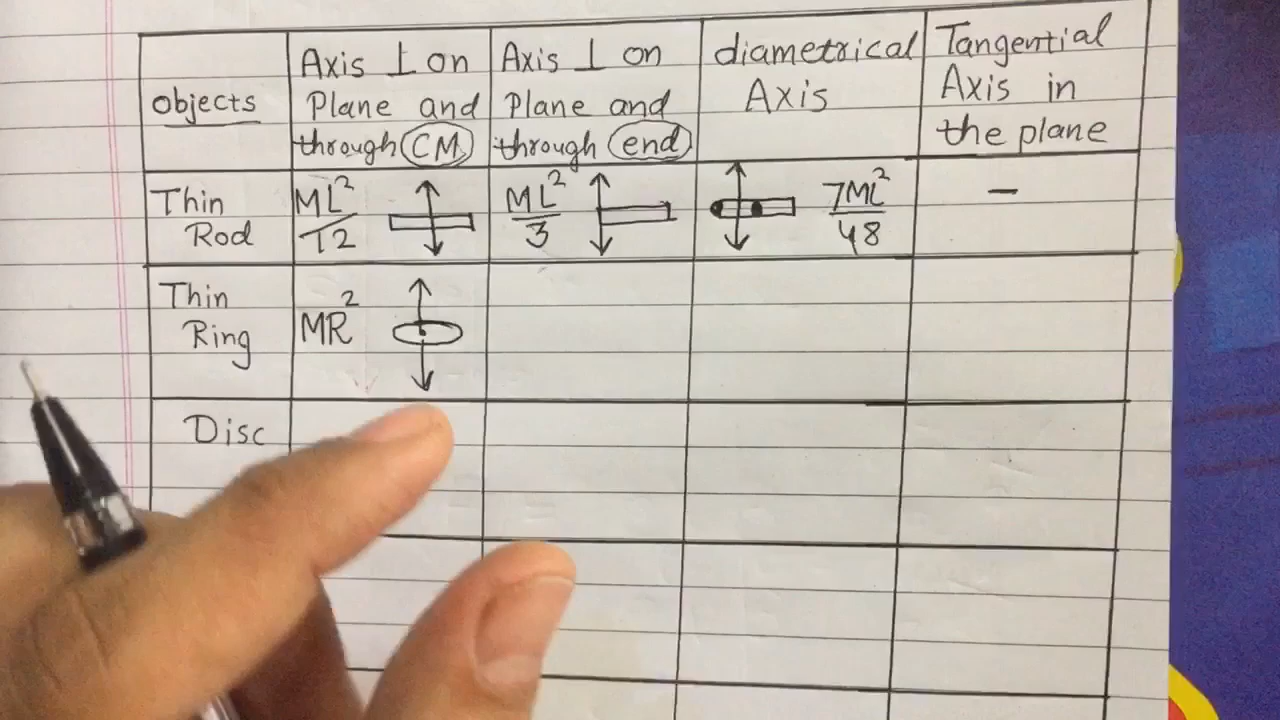 objects
Axis ⊥ on
Plane and
through CM
Axis ⊥ on
Plane and
through end
diametrical
Axis
Tangential
Axis in
the plane
Thin
Rod
ML²
12
ML²
3
7ML²
48
–
Thin
Ring
MR²
Disc